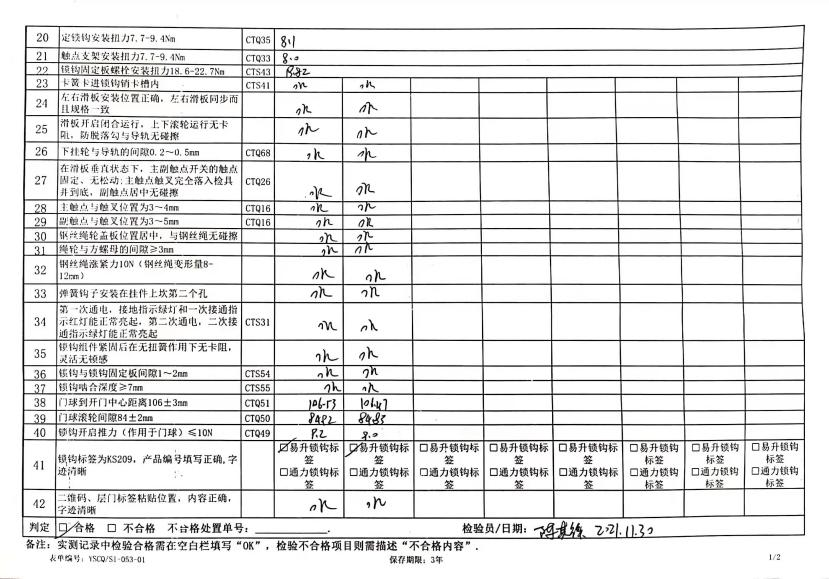 20 定铁钩安装扭力7.7-9.4Nm CTQ35 8.1
21 触点支架安装扭力7.7-9.4Nm CTQ33 8.0
22 锁钩固定板螺栓安装扭力18.6-22.7Nm CTS43
23 卡簧卡进锁钩销卡槽内 CTS41 ok ok
24 左右滑板安装位置正确，左右滑板同步而 ok ok
且规格一致
25 滑板开启闭合运行，上下滚轮运行无卡 ok ok
阻，防脱落勾与导轨无碰擦
26 下挂轮与导轨的间隙0.2～0.5mm CTQ68 ok ok
27 在滑板垂直状态下，主副触点开关的触点 CTQ26 ok ok
固定、无松动;主触点触叉完全落入检具
并到底，副触点居中无碰擦
28 主触点与触叉位置为3～4mm CTQ16 ok ok
29 副触点与触叉位置为3～5mm CTQ16 ok ok
30 钢丝绳轮盖板位置居中，与钢丝绳无碰擦 ok ok
31 绳轮与方螺母的间隙≥3mm ok ok
32 钢丝绳涨紧力10N（钢丝绳变形量8- ok ok
12mm）
33 弹簧钩子安装在挂件上坎第二个孔 ok ok
34 第一次通电，接地指示绿灯和一次接通指 CTS31 ok ok
示红灯能正常亮起，第二次通电，二次接
通指示绿灯能正常亮起
35 锁钩组件紧固后在无扭簧作用下无卡阻, ok ok
灵活无顿感
36 锁钩与锁钩固定板间隙1～2mm CTS54 ok ok
37 锁钩啮合深度≥7mm CTS55 ok ok
38 门球到开门中心距离106±3mm CTQ51 106.53 106.47
39 门球滚轮间隙84±2mm CTQ50 84.82 84.83
40 锁钩开启推力（作用于门球）≤10N CTQ49 8.2 8.0
41 锁钩标签为KS209，产品编号填写正确,字 ☑易升锁钩标 ☑易升锁钩标 □易升锁钩标 □易升锁钩标 □易升锁钩标 □易升锁钩标 □易升锁钩 □易升锁钩
迹清晰 签 签 签 签 签 签 标签 标签
□通力锁钩标 □通力锁钩标 □通力锁钩标 □通力锁钩标 □通力锁钩标 □通力锁钩标 □通力锁钩 □通力锁钩
签 签 签 签 签 签 标签 标签
42 二维码、层门标签粘贴位置，内容正确， ok ok
字迹清晰
判定 ☑ 合格 □ 不合格 不合格处置单号： 检验员/日期： 2021.11.30
备注：实测记录中检验合格需在空白栏填写“OK”，检验不合格项目则需描述“不合格内容”.
表单编号：YSCQ/S1-053-01 保存期限：3年 1/2